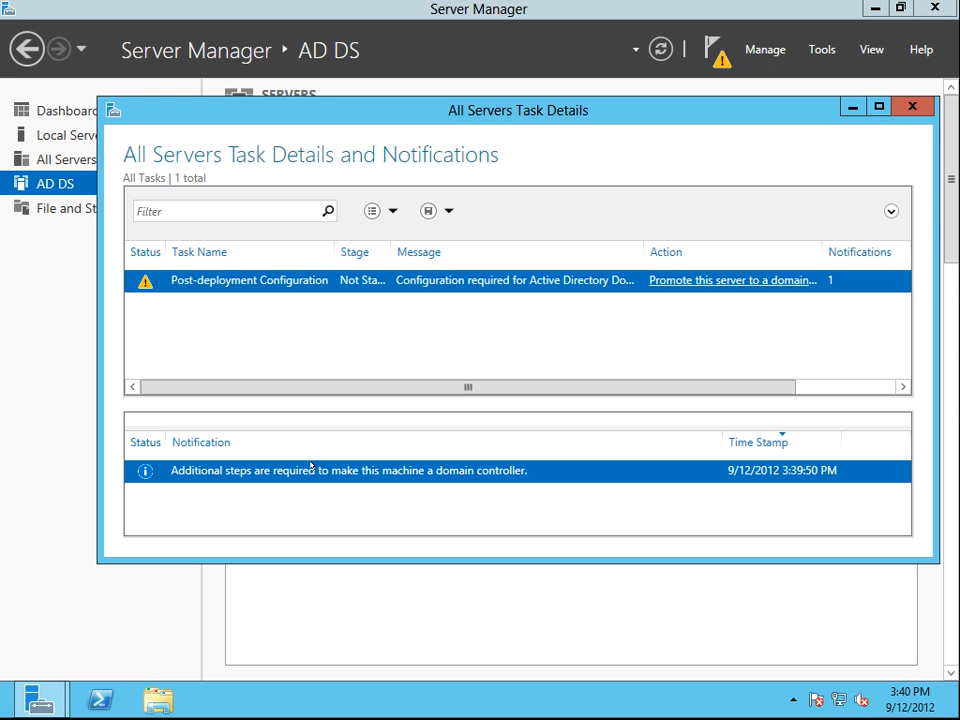 Server Manager
Server Manager • AD DS
Manage Tools View Help
SERVERS
Dashboard
Local Serve
All Servers
AD DS
File and St
All Servers Task Details
All Servers Task Details and Notifications
All Tasks | 1 total
Filter
Status Task Name Stage Message Action Notifications
Post-deployment Configuration Not Sta... Configuration required for Active Directory Do... Promote this server to a domain... 1
Status Notification Time Stamp
Additional steps are required to make this machine a domain controller. 9/12/2012 3:39:50 PM
3:40 PM
9/12/2012